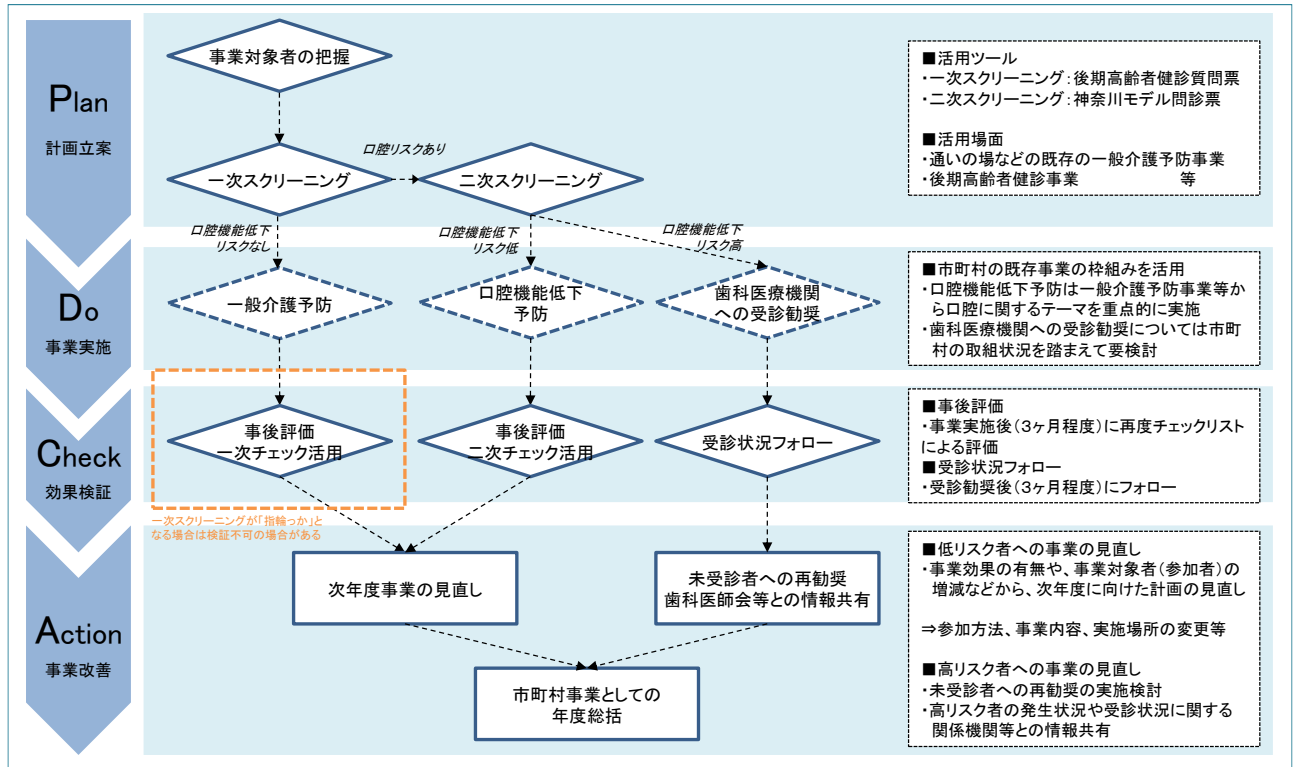 Plan
計画立案
事業対象者の把握
口腔リスクあり
一次スクリーニング
二次スクリーニング
■活用ツール
・一次スクリーニング：後期高齢者健診質問票
・二次スクリーニング：神奈川モデル問診票
■活用場面
・通いの場などの既存の一般介護予防事業
・後期高齢者健診事業　　　　　等
口腔機能低下
リスクなし
口腔機能低下
リスク低
口腔機能低下
リスク高
Do
事業実施
一般介護予防
口腔機能低下
予防
歯科医療機関
への受診勧奨
■市町村の既存事業の枠組みを活用
・口腔機能低下予防は一般介護予防事業等か
ら口腔に関するテーマを重点的に実施
・歯科医療機関への受診勧奨については市町
村の取組状況を踏まえて要検討
Check
効果検証
事後評価
一次チェック活用
事後評価
二次チェック活用
受診状況フォロー
■事後評価
・事業実施後（3ヶ月程度）に再度チェックリスト
による評価
■受診状況フォロー
・受診勧奨後（3ヶ月程度）にフォロー
一次スクリーニングが「指輪っか」と
なる場合は検証不可の場合がある
Action
事業改善
次年度事業の見直し
未受診者への再勧奨
歯科医師会等との情報共有
市町村事業としての
年度総括
■低リスク者への事業の見直し
・事業効果の有無や、事業対象者（参加者）の
増減などから、次年度に向けた計画の見直し
⇒参加方法、事業内容、実施場所の変更等
■高リスク者への事業の見直し
・未受診者への再勧奨の実施検討
・高リスク者の発生状況や受診状況に関する
関係機関等との情報共有